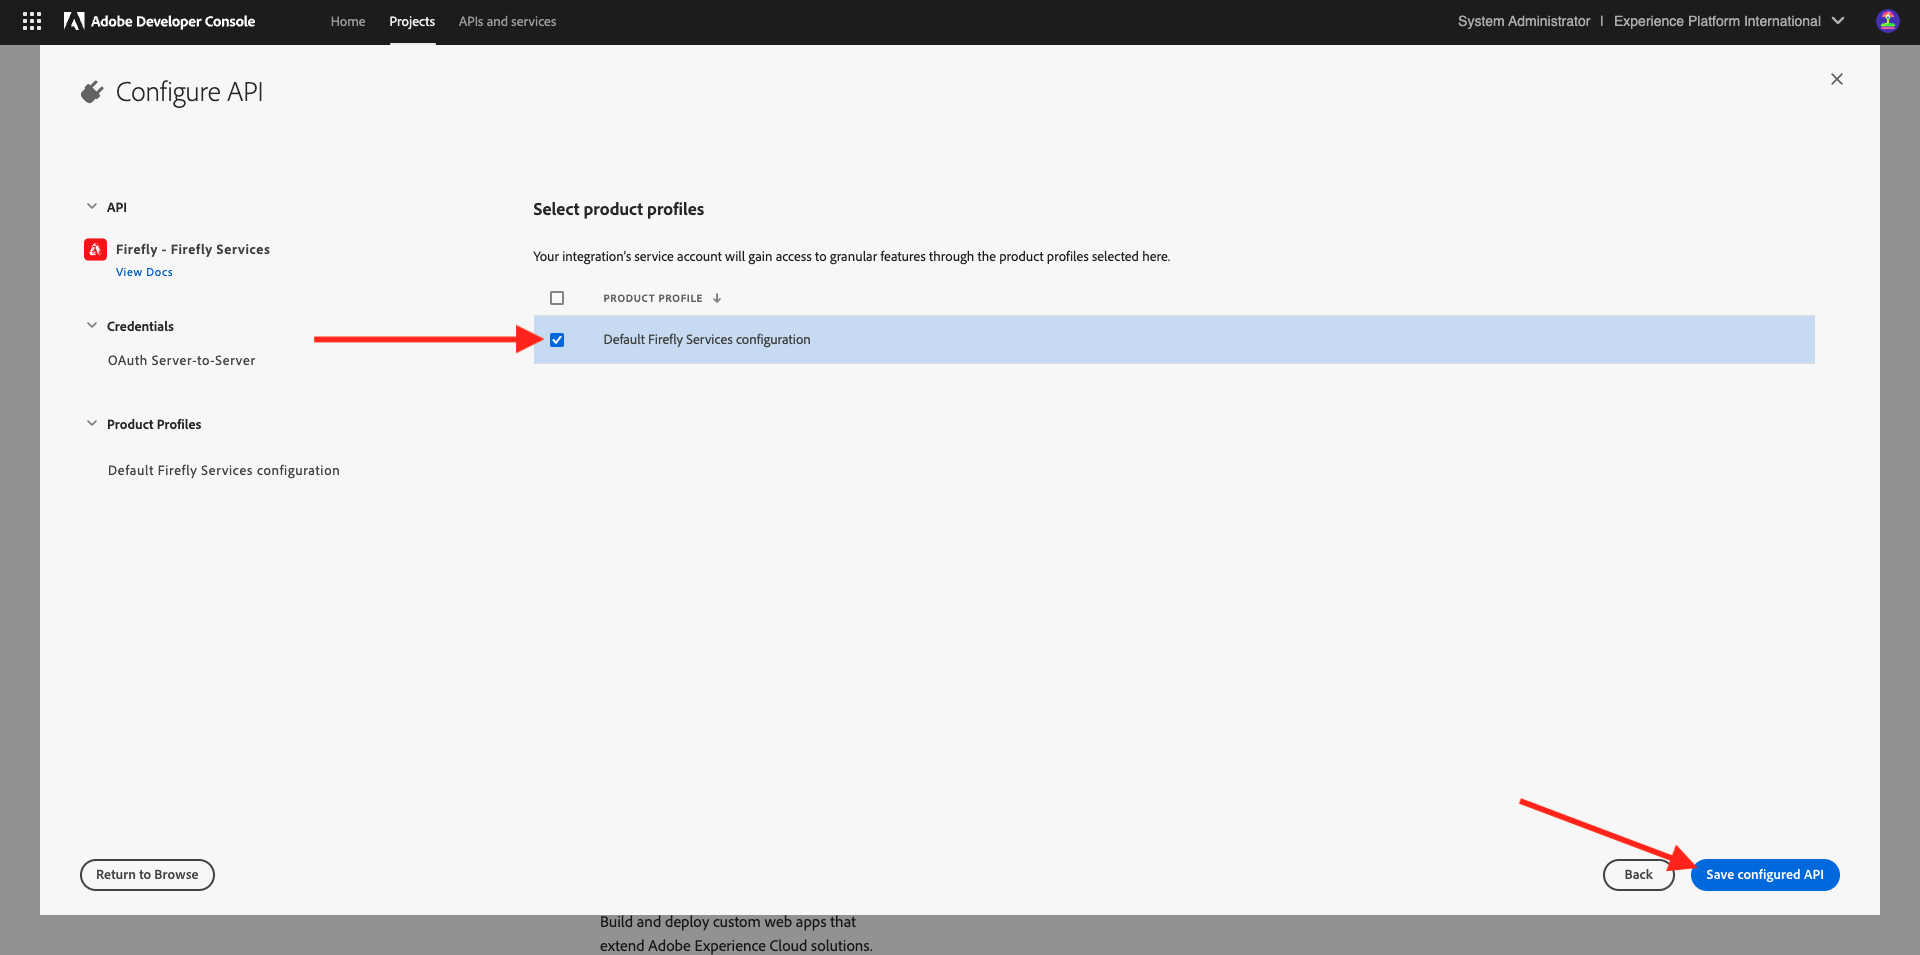 Adobe Developer Console
Home
Projects
APIs and services
System Administrator | Experience Platform International
Configure API
API
Firefly - Firefly Services
View Docs
Credentials
OAuth Server-to-Server
Product Profiles
Default Firefly Services configuration
Select product profiles
Your integration's service account will gain access to granular features through the product profiles selected here.
PRODUCT PROFILE
Default Firefly Services configuration
Return to Browse
Back
Save configured API
Build and deploy custom web apps that
extend Adobe Experience Cloud solutions.